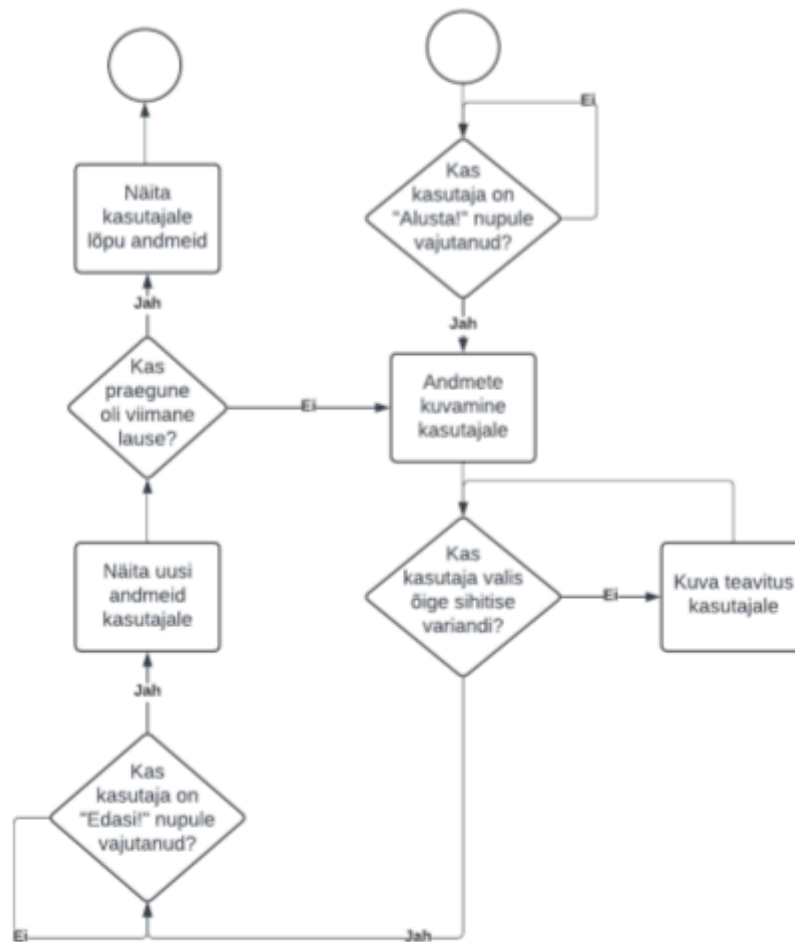 Ei
Kas
kasutaja on
"Alusta!" nupule
vajutanud?
Jah
Andmete
kuvamine
kasutajale
Kas
kasutaja valis
õige sihitise
variandi?
Ei
Kuva teavitus
kasutajale
Jah
Kas
kasutaja on
"Edasi!" nupule
vajutanud?
Ei
Jah
Näita uusi
andmeid
kasutajale
Kas
praegune
oli viimane
lause?
Ei
Jah
Näita
kasutajale
lõpu andmeid